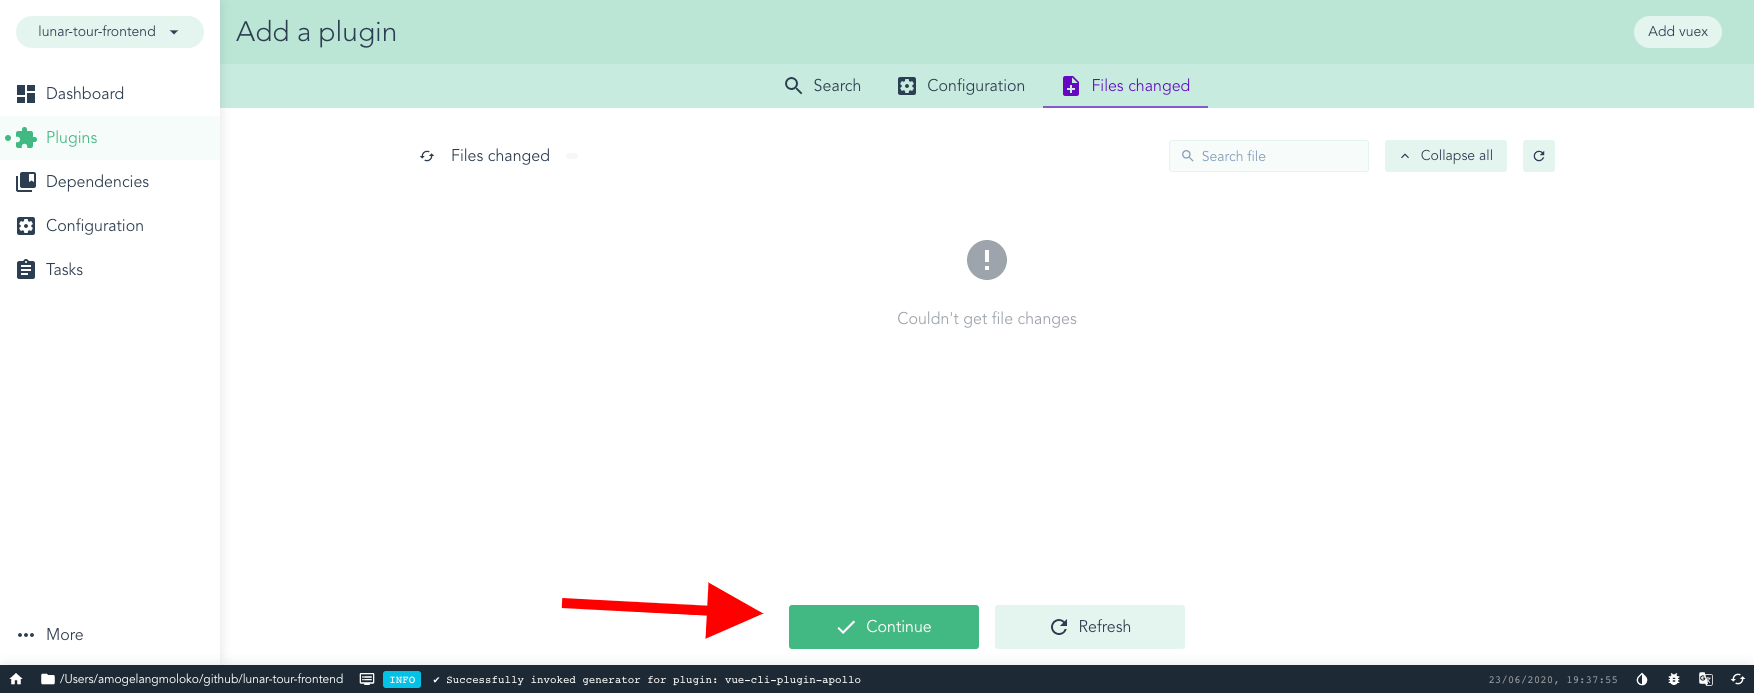 lunar-tour-frontend
Add a plugin
Add vuex
Search
Configuration
Files changed
Dashboard
Plugins
Dependencies
Configuration
Tasks
More
Files changed
Search file
Collapse all
Couldn't get file changes
Continue
Refresh
/Users/amogelangmoloko/github/lunar-tour-frontend
INFO
✔ Successfully invoked generator for plugin: vue-cli-plugin-apollo
23/06/2020, 19:37:55